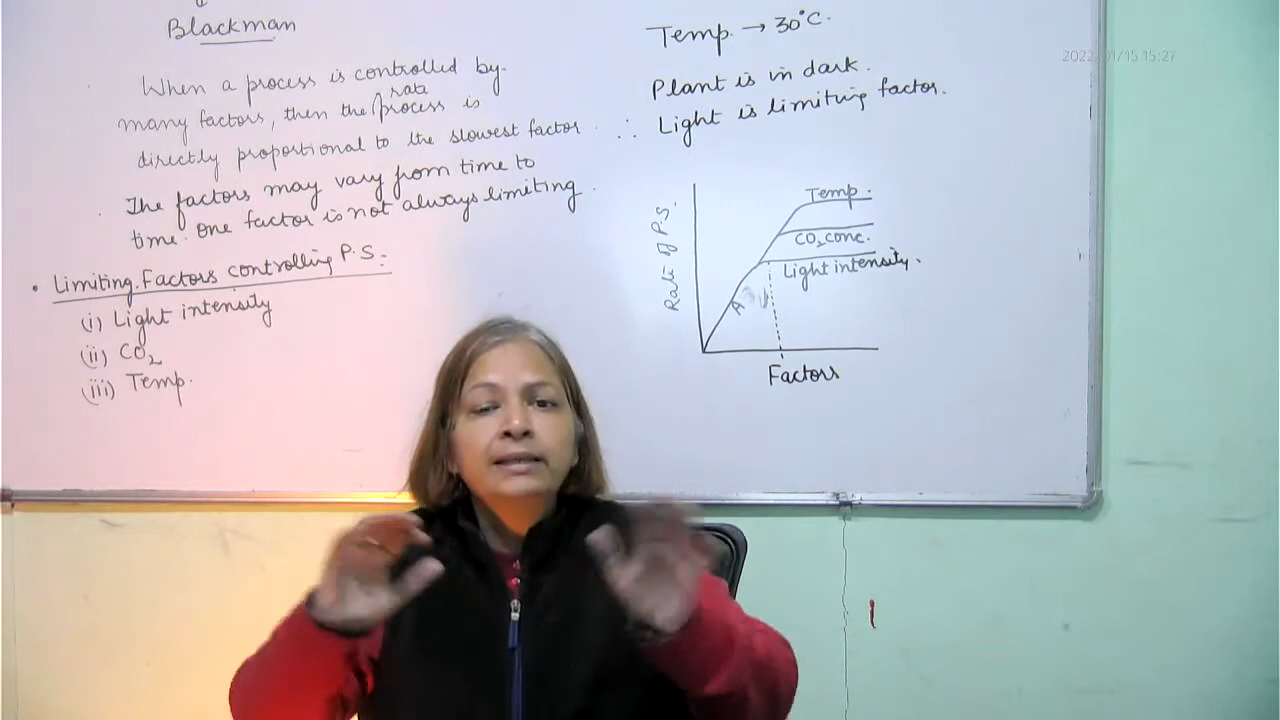 Blackman
When a process is controlled by
rate
many factors, then the process is
directly proportional to the slowest factor.
The factors may vary from time to
time. One factor is not always limiting.
Limiting Factors controlling P.S.:
(i) Light intensity
(ii) CO2
(iii) Temp.
Temp. → 30°C.
Plant is in dark.
∴ Light is limiting factor.
Rate of P.S.
Temp.
CO2 conc.
Light intensity.
A
Factors
2022/01/15 15:27